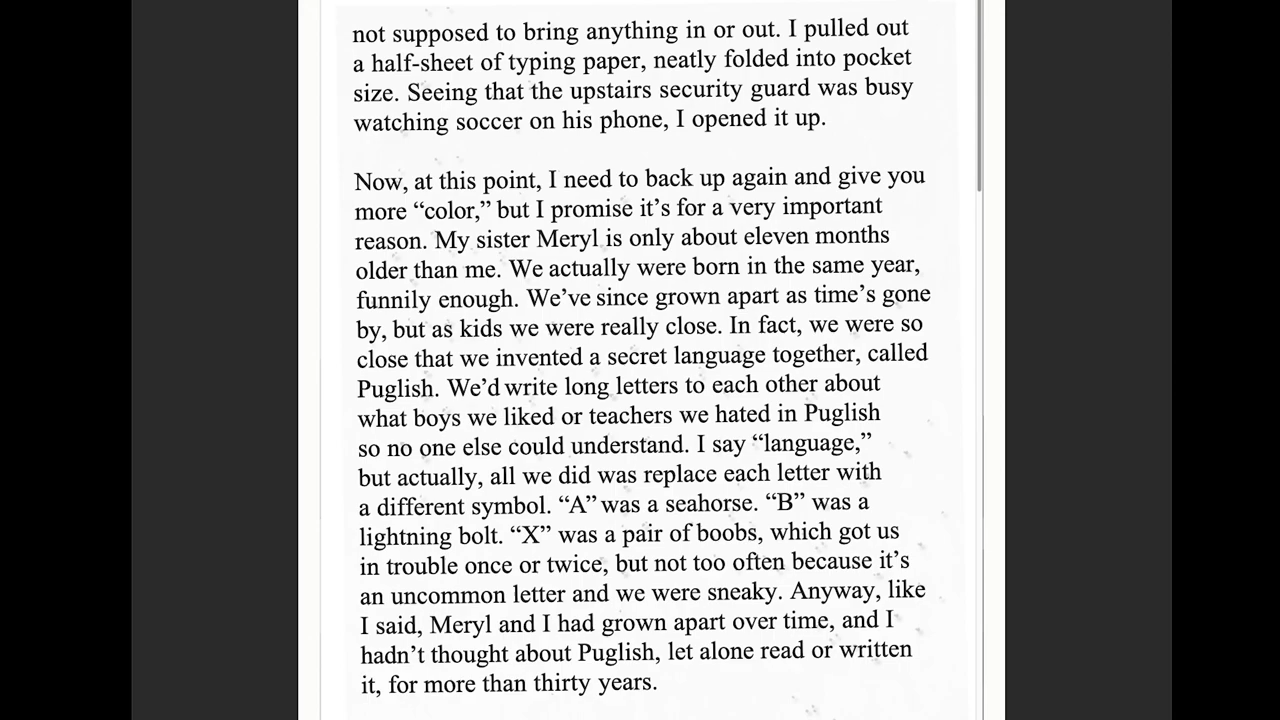 not supposed to bring anything in or out. I pulled out
a half-sheet of typing paper, neatly folded into pocket
size. Seeing that the upstairs security guard was busy
watching soccer on his phone, I opened it up.
Now, at this point, I need to back up again and give you
more “color,” but I promise it’s for a very important
reason. My sister Meryl is only about eleven months
older than me. We actually were born in the same year,
funnily enough. We’ve since grown apart as time’s gone
by, but as kids we were really close. In fact, we were so
close that we invented a secret language together, called
Puglish. We’d write long letters to each other about
what boys we liked or teachers we hated in Puglish
so no one else could understand. I say “language,”
but actually, all we did was replace each letter with
a different symbol. “A” was a seahorse. “B” was a
lightning bolt. “X” was a pair of boobs, which got us
in trouble once or twice, but not too often because it’s
an uncommon letter and we were sneaky. Anyway, like
I said, Meryl and I had grown apart over time, and I
hadn’t thought about Puglish, let alone read or written
it, for more than thirty years.